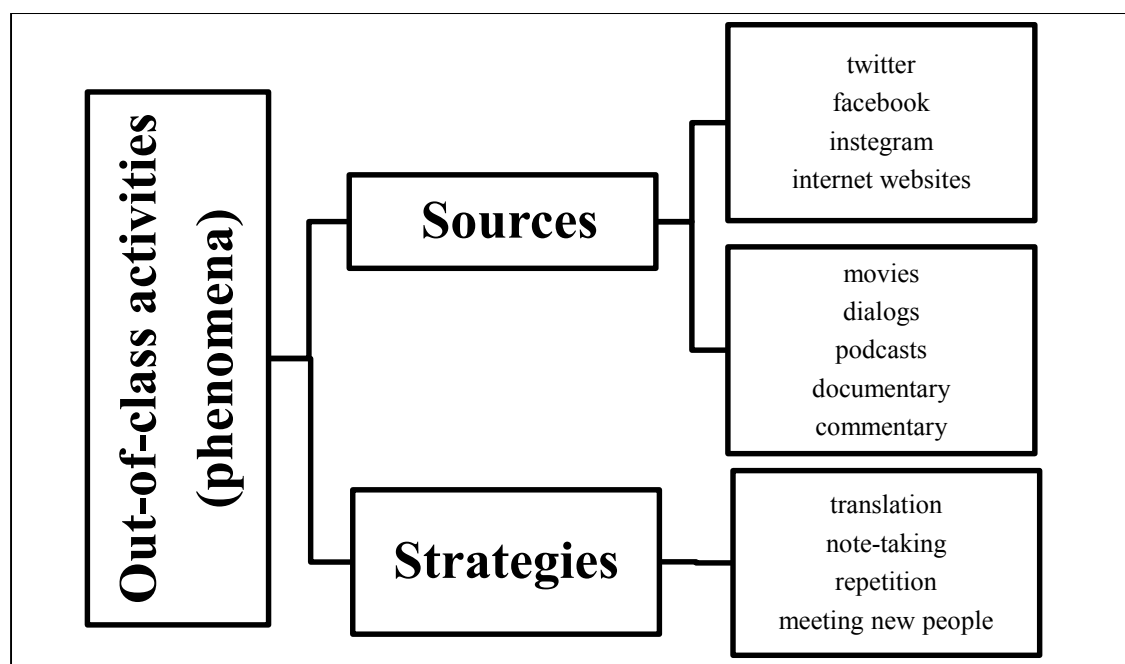 Out-of-class activities
(phenomena)
Sources
twitter
facebook
instegram
internet websites
movies
dialogs
podcasts
documentary
commentary
Strategies
translation
note-taking
repetition
meeting new people